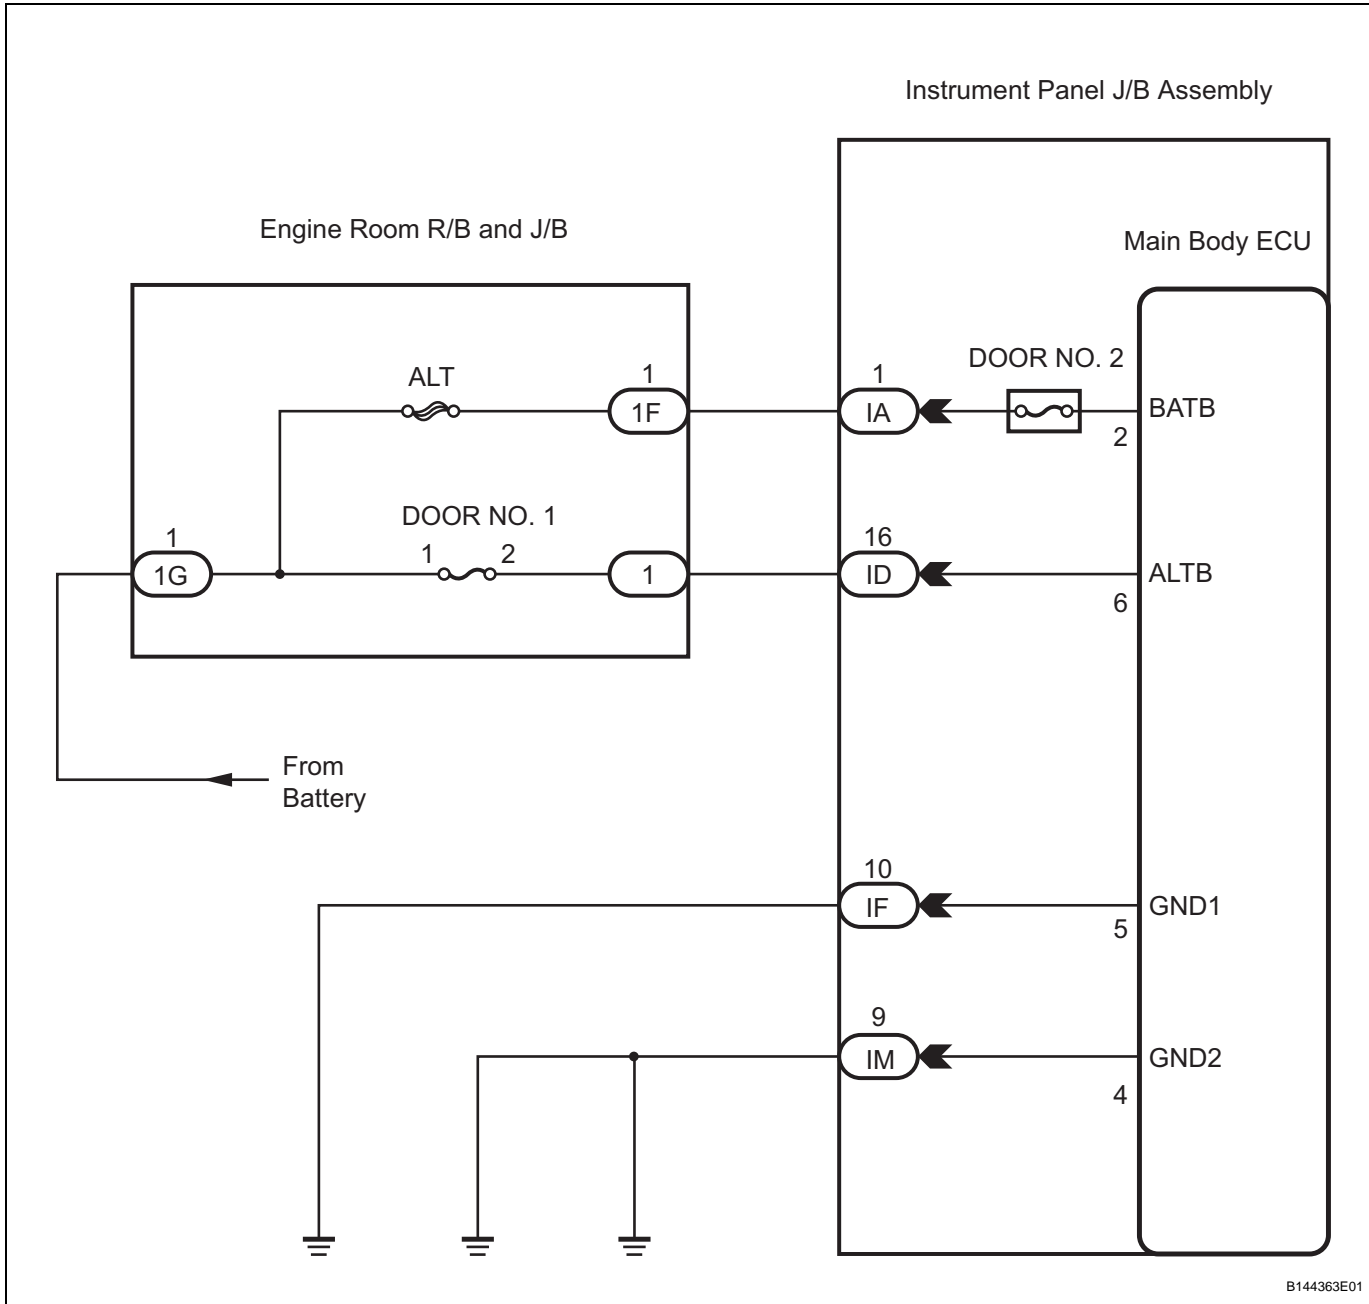 Instrument Panel J/B Assembly
Engine Room R/B and J/B
Main Body ECU
DOOR NO. 2
ALT
1
1F
1
IA
BATB
2
DOOR NO. 1
1
1G
1
2
1
16
ID
ALTB
6
From
Battery
10
IF
GND1
5
9
IM
GND2
4
B144363E01